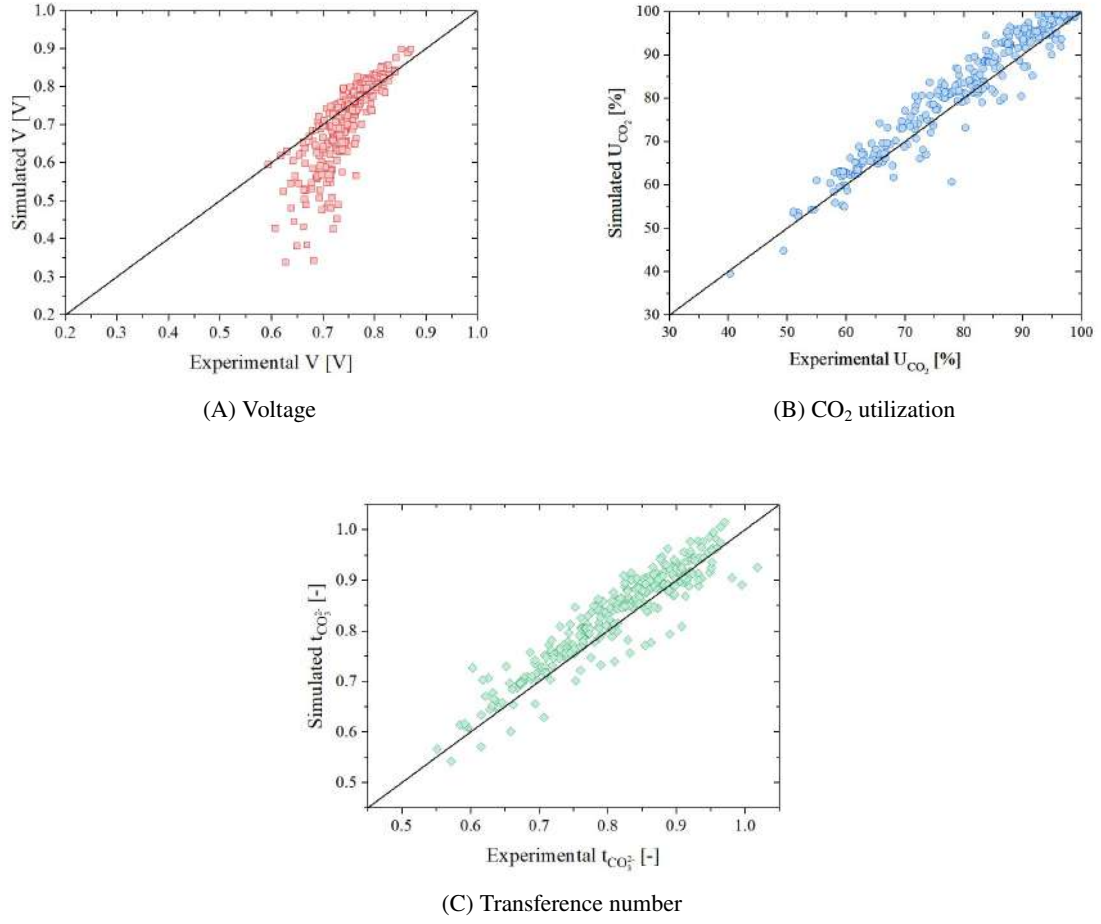 1.0
0.9
0.8
0.7
0.6
0.5
0.4
0.3
0.2
Simulated V [V]
0.2 0.3 0.4 0.5 0.6 0.7 0.8 0.9 1.0
Experimental V [V]
(A) Voltage
100
90
80
70
60
50
40
30
Simulated U_CO₂ [%]
30 40 50 60 70 80 90 100
Experimental U_CO₂ [%]
(B) CO₂ utilization
1.0
0.9
0.8
0.7
0.6
0.5
Simulated t_CO₃²⁻ [-]
0.5 0.6 0.7 0.8 0.9 1.0
Experimental t_CO₃²⁻ [-]
(C) Transference number